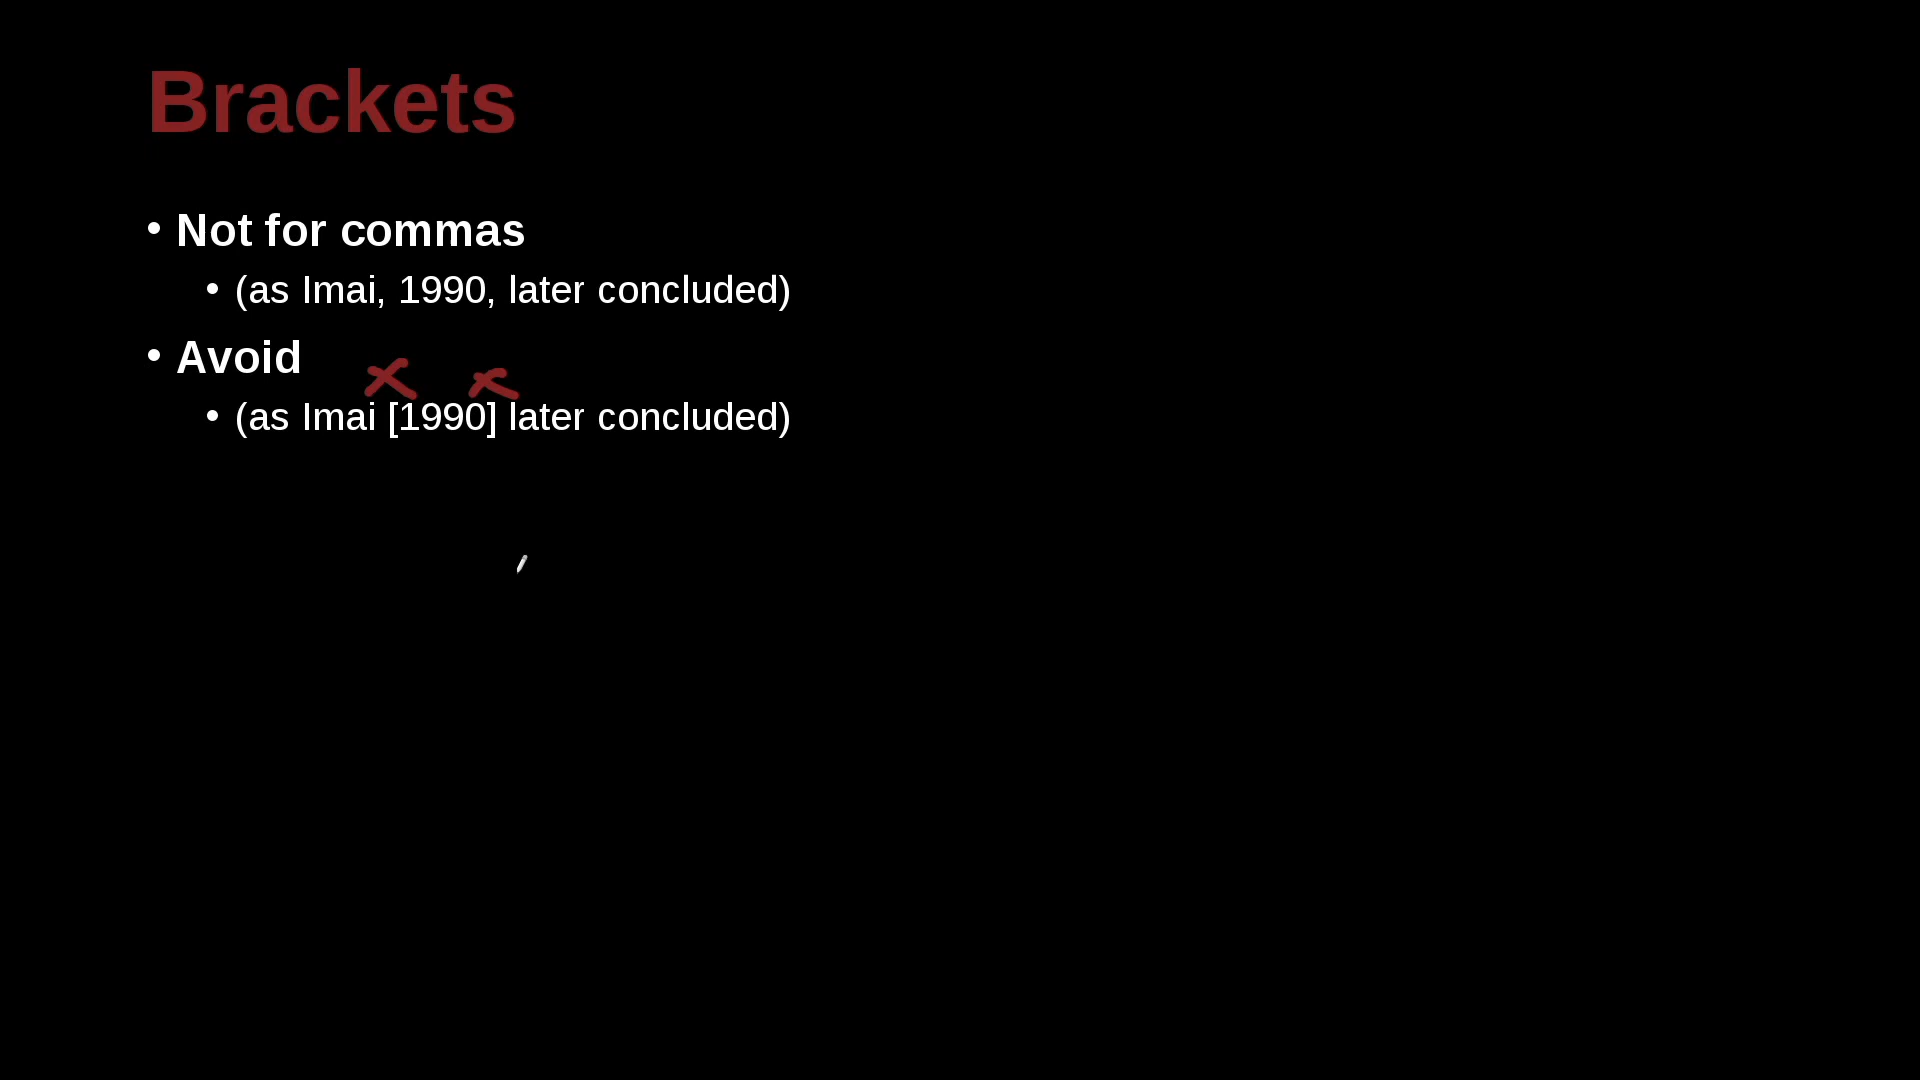 Brackets
• Not for commas
• (as Imai, 1990, later concluded)
• Avoid
• (as Imai [1990] later concluded)